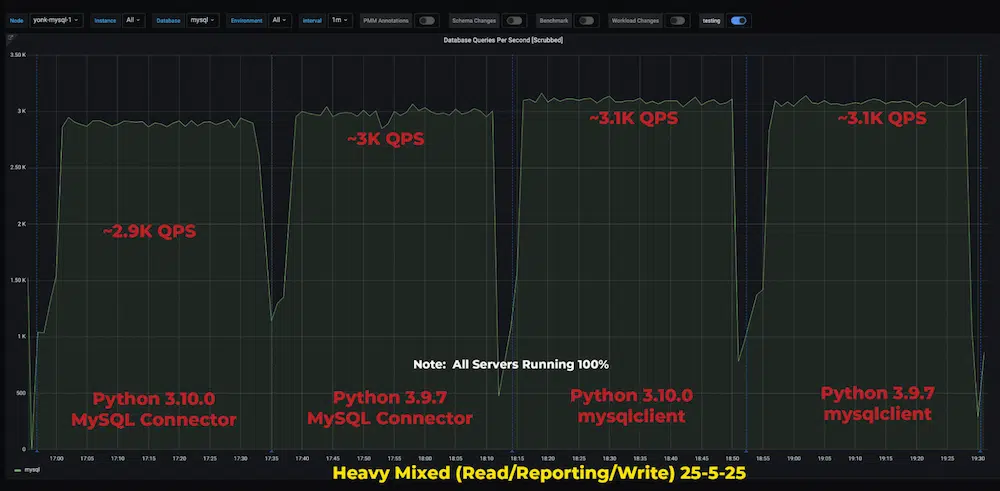 Node yonk-mysql-1 Instance All Database mysql Environment All Interval 1m PMM Annotations Schema Changes Benchmark Workload Changes testing
Database Queries Per Second [Scrubbed]
3.50 K
3 K
2.50 K
2 K
1.50 K
1 K
500
0
~2.9K QPS
~3K QPS
~3.1K QPS
~3.1K QPS
Note: All Servers Running 100%
Python 3.10.0
MySQL Connector
Python 3.9.7
MySQL Connector
Python 3.10.0
mysqlclient
Python 3.9.7
mysqlclient
17:00 17:05 17:10 17:15 17:20 17:25 17:30 17:35 17:40 17:45 17:50 17:55 18:00 18:05 18:10 18:15 18:20 18:25 18:30 18:35 18:40 18:45 18:50 18:55 19:00 19:05 19:10 19:15 19:20 19:25 19:30
mysql
Heavy Mixed (Read/Reporting/Write) 25-5-25